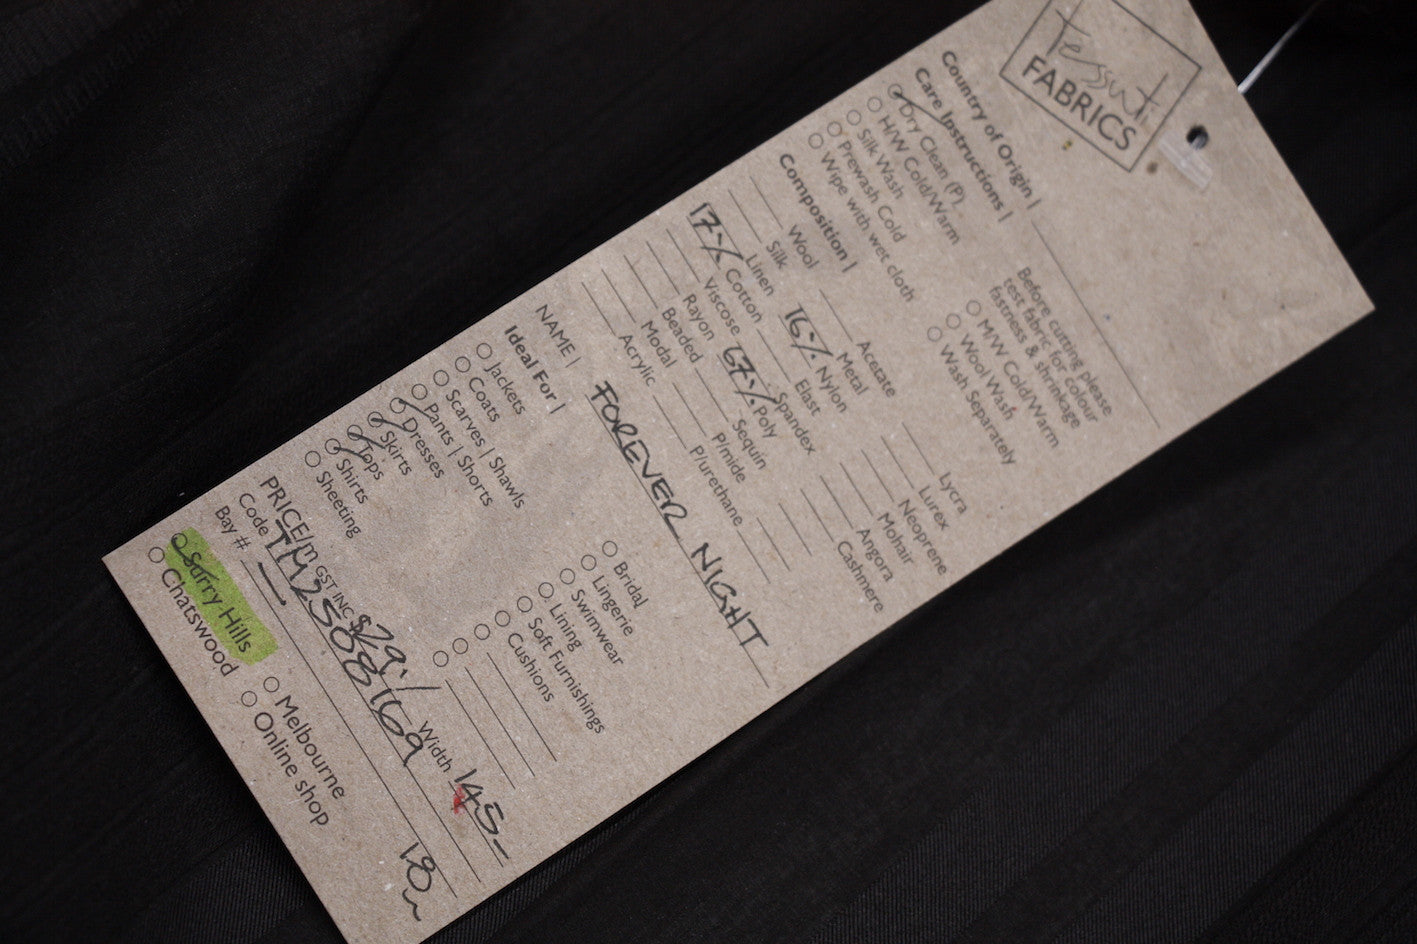 Tessuti
FABRICS
Country of Origin |
Care Instructions |
Dry Clean (P)
H/W Cold/Warm
Silk Wash
Prewash Cold
Wipe with wet cloth
Before cutting please
test fabric for colour
fastness & shrinkage
M/W Cold/Warm
Wool Wash
Wash Separately
Composition |
Wool Acetate Lycra
Silk Metal Lurex
Linen 16% Nylon Neoprene
17% Cotton Elast Mohair
Viscose Spandex Angora
Rayon 67% Poly Cashmere
Beaded Sequin
Modal P/mide
Acrylic P/urethane
NAME | FOREVER NIGHT
Ideal For |
Jackets Bridal
Coats Lingerie
Scarves | Shawls Swimwear
Pants | Shorts Lining
Dresses Soft Furnishings
Skirts Cushions
Tops
Shirts
Sheeting
PRICE/m GST INC $29./ Width 145-
Code TM2508169
Bay #
Surry Hills Melbourne
Chatswood Online shop